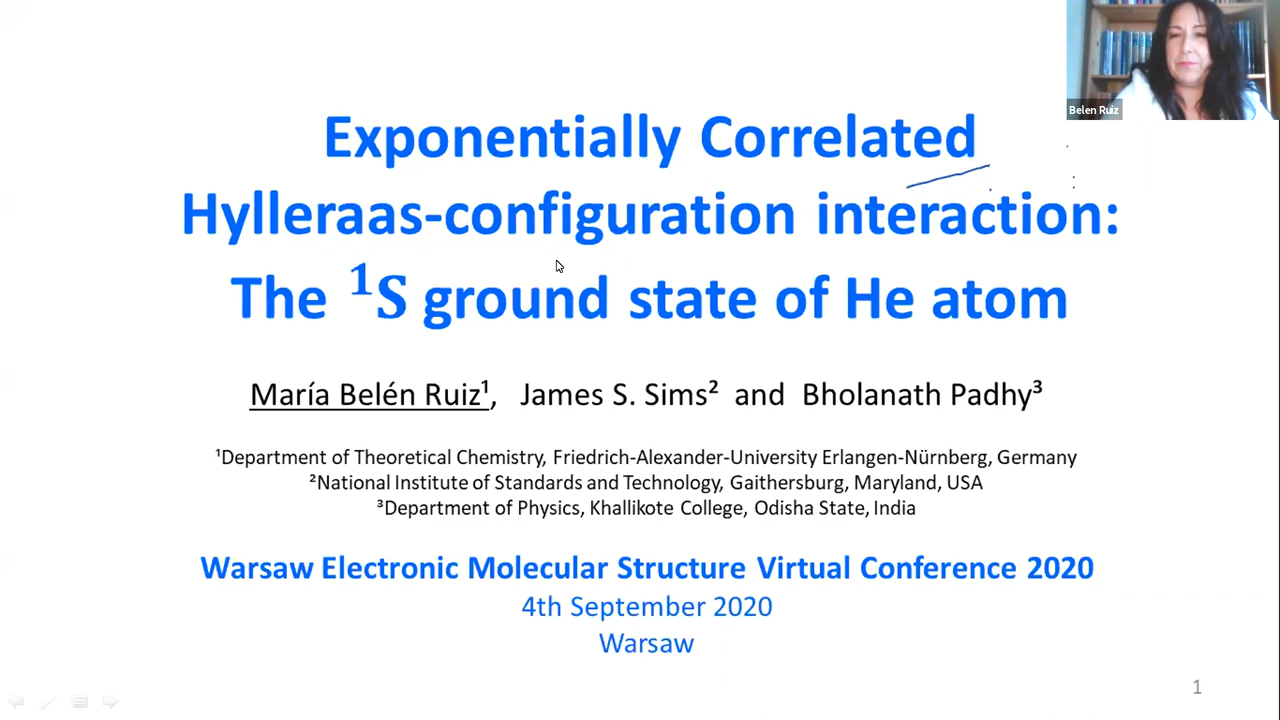 Belen Ruiz
Exponentially Correlated
Hylleraas-configuration interaction:
The ¹S ground state of He atom
María Belén Ruiz¹, James S. Sims² and Bholanath Padhy³
¹Department of Theoretical Chemistry, Friedrich-Alexander-University Erlangen-Nürnberg, Germany
²National Institute of Standards and Technology, Gaithersburg, Maryland, USA
³Department of Physics, Khallikote College, Odisha State, India
Warsaw Electronic Molecular Structure Virtual Conference 2020
4th September 2020
Warsaw
1